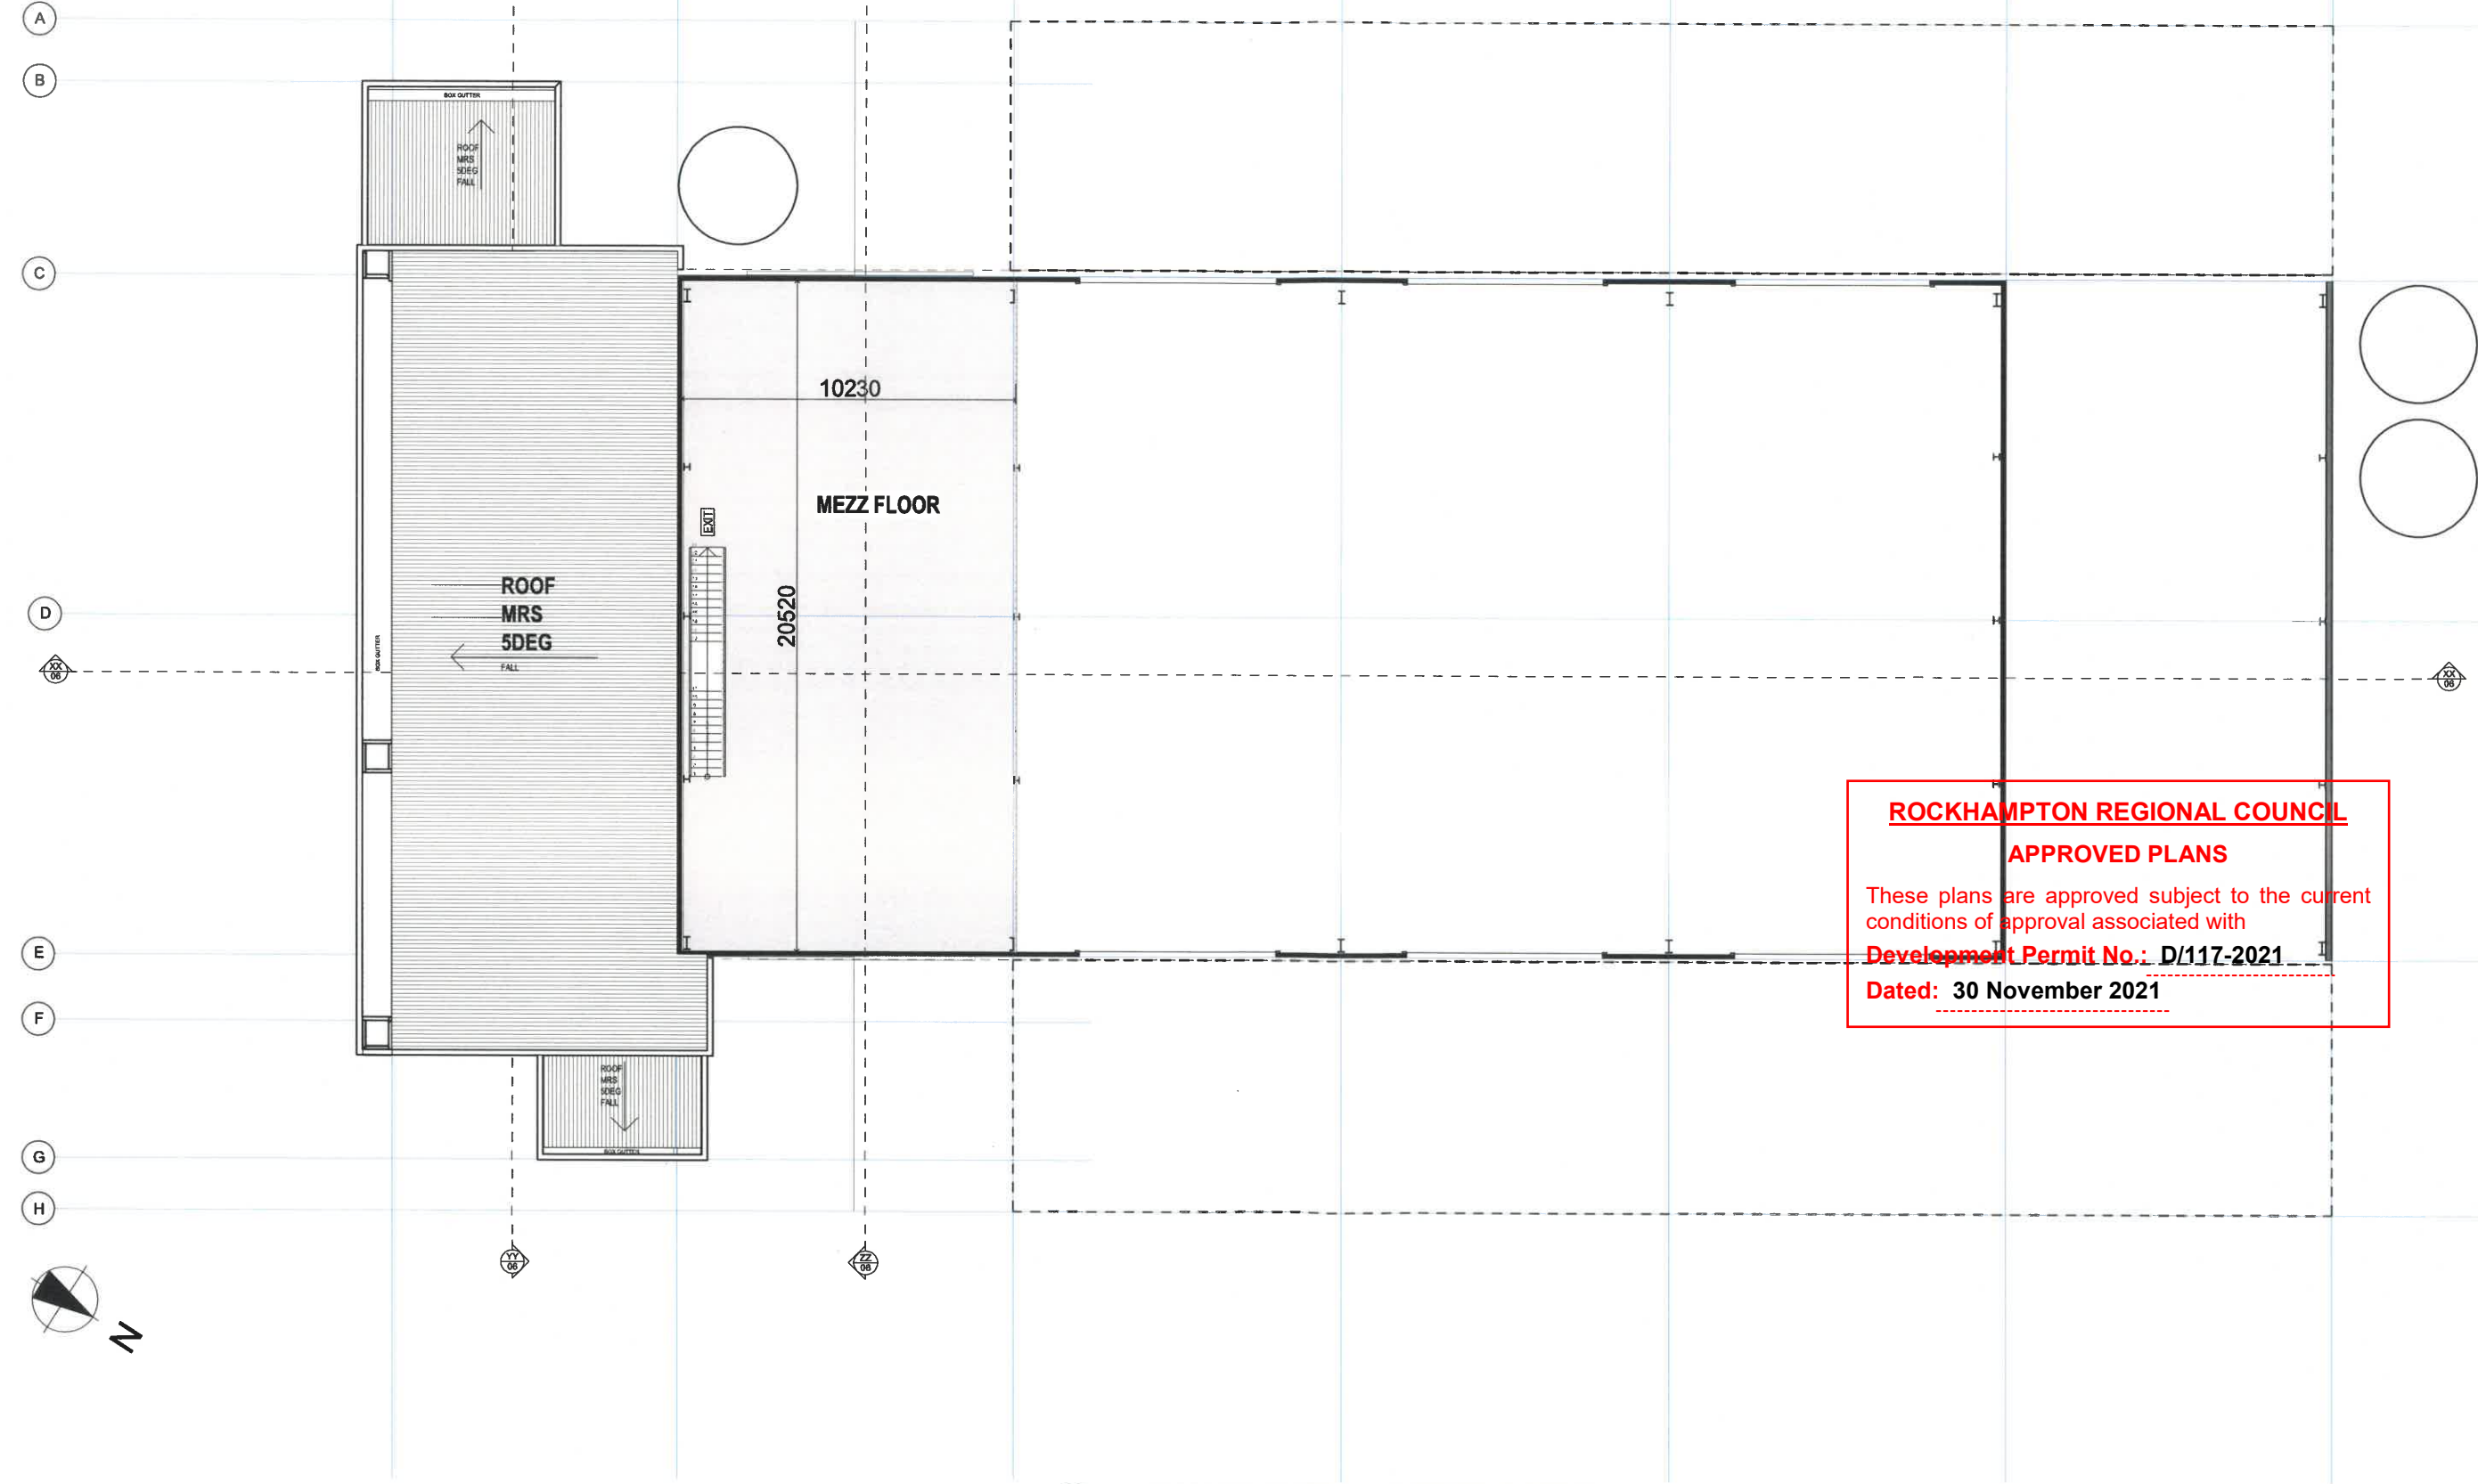 A
B
BOX GUTTER
ROOF
MRS
5DEG
FALL
C
10230
MEZZ FLOOR
EXIT
20520
ROOF
MRS
5DEG
FALL
BOX GUTTER
D
XX
06
XX
06
ROCKHAMPTON REGIONAL COUNCIL
APPROVED PLANS
These plans are approved subject to the current
conditions of approval associated with
Development Permit No.: D/117-2021
Dated: 30 November 2021
E
F
ROOF
MRS
5DEG
FALL
BOX GUTTER
G
H
YY
06
ZZ
06
N